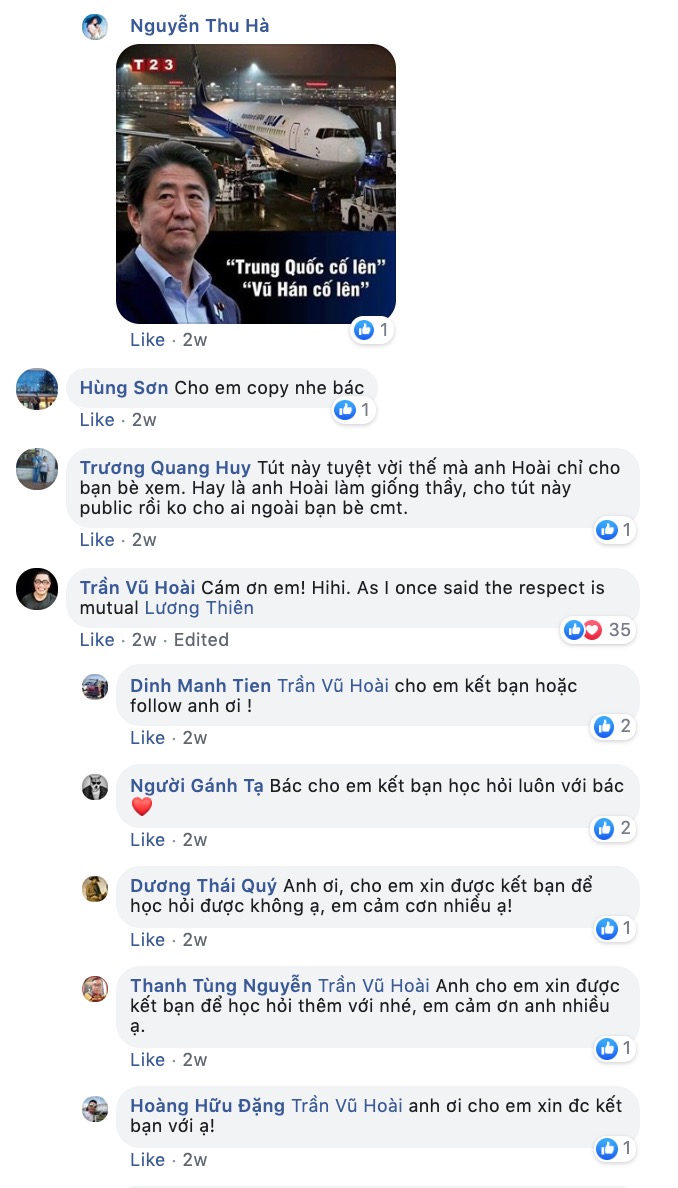 Nguyễn Thu Hà
T23
ANA
“Trung Quốc cố lên”
“Vũ Hán cố lên”
1
Like · 2w
Hùng Sơn Cho em copy nhe bác
1
Like · 2w
Trương Quang Huy Tút này tuyệt vời thế mà anh Hoài chỉ cho
bạn bè xem. Hay là anh Hoài làm giống thầy, cho tút này
public rồi ko cho ai ngoài bạn bè cmt.
1
Like · 2w
Trần Vũ Hoài Cám ơn em! Hihi. As I once said the respect is
mutual Lương Thiên
35
Like · 2w · Edited
Dinh Manh Tien Trần Vũ Hoài cho em kết bạn hoặc
follow anh ơi !
2
Like · 2w
Người Gánh Tạ Bác cho em kết bạn học hỏi luôn với bác
♥️
2
Like · 2w
Dương Thái Quý Anh ơi, cho em xin được kết bạn để
học hỏi được không ạ, em cảm cơn nhiều ạ!
1
Like · 2w
Thanh Tùng Nguyễn Trần Vũ Hoài Anh cho em xin được
kết bạn để học hỏi thêm với nhé, em cảm ơn anh nhiều
ạ.
1
Like · 2w
Hoàng Hữu Đặng Trần Vũ Hoài anh ơi cho em xin đc kết
bạn với ạ!
1
Like · 2w